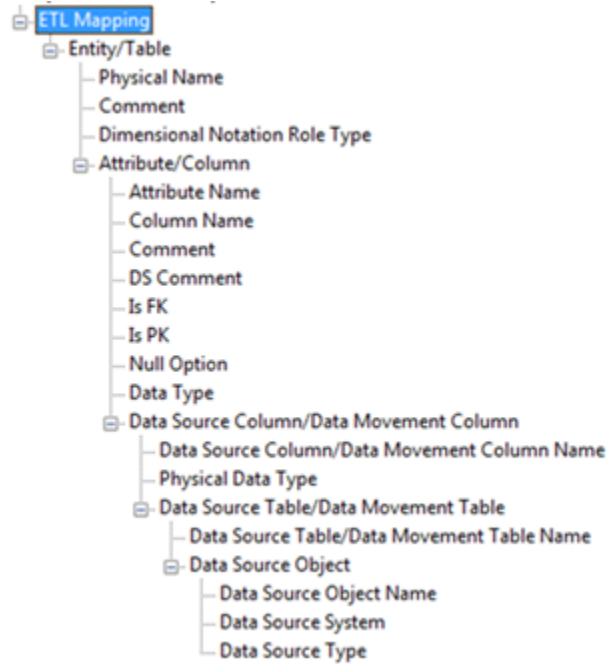 ETL Mapping
Entity/Table
Physical Name
Comment
Dimensional Notation Role Type
Attribute/Column
Attribute Name
Column Name
Comment
DS Comment
Is FK
Is PK
Null Option
Data Type
Data Source Column/Data Movement Column
Data Source Column/Data Movement Column Name
Physical Data Type
Data Source Table/Data Movement Table
Data Source Table/Data Movement Table Name
Data Source Object
Data Source Object Name
Data Source System
Data Source Type